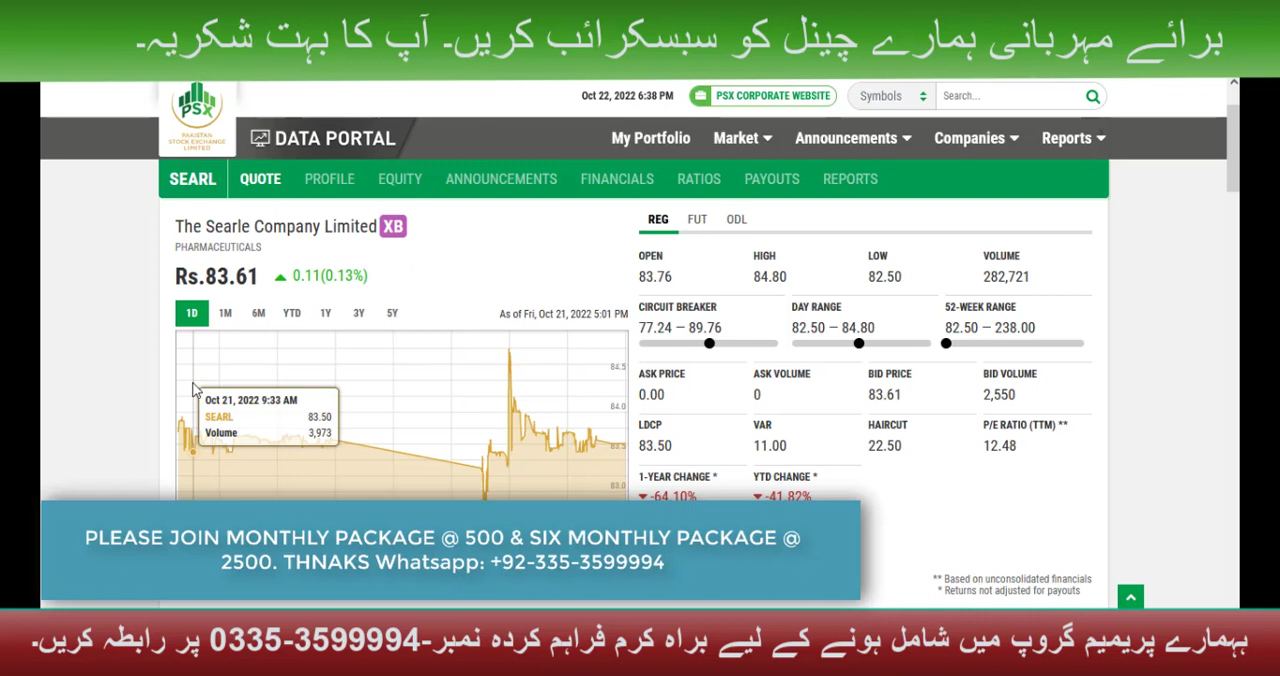 برائے مہربانی ہمارے چینل کو سبسکرائب کریں۔ آپ کا بہت شکریہ۔
Oct 22, 2022 6:38 PM PSX CORPORATE WEBSITE Symbols Search...
PSX
PAKISTAN
STOCK EXCHANGE
LIMITED
DATA PORTAL My Portfolio Market Announcements Companies Reports
SEARL QUOTE PROFILE EQUITY ANNOUNCEMENTS FINANCIALS RATIOS PAYOUTS REPORTS
The Searle Company Limited XB
PHARMACEUTICALS
Rs.83.61 0.11(0.13%)
1D 1M 6M YTD 1Y 3Y 5Y As of Fri, Oct 21, 2022 5:01 PM
84.5
84.0
83.0
Oct 21, 2022 9:33 AM
SEARL 83.50
Volume 3,973
REG FUT ODL
OPEN HIGH LOW VOLUME
83.76 84.80 82.50 282,721
CIRCUIT BREAKER DAY RANGE 52-WEEK RANGE
77.24 — 89.76 82.50 — 84.80 82.50 — 238.00
ASK PRICE ASK VOLUME BID PRICE BID VOLUME
0.00 0 83.61 2,550
LDCP VAR HAIRCUT P/E RATIO (TTM) **
83.50 11.00 22.50 12.48
1-YEAR CHANGE * YTD CHANGE *
-64.10% -41.82%
** Based on unconsolidated financials
* Returns not adjusted for payouts
PLEASE JOIN MONTHLY PACKAGE @ 500 & SIX MONTHLY PACKAGE @
2500. THNAKS Whatsapp: +92-335-3599994
ہمارے پریمیم گروپ میں شامل ہونے کے لیے براہ کرم فراہم کردہ نمبر-0335-3599994 پر رابطہ کریں۔